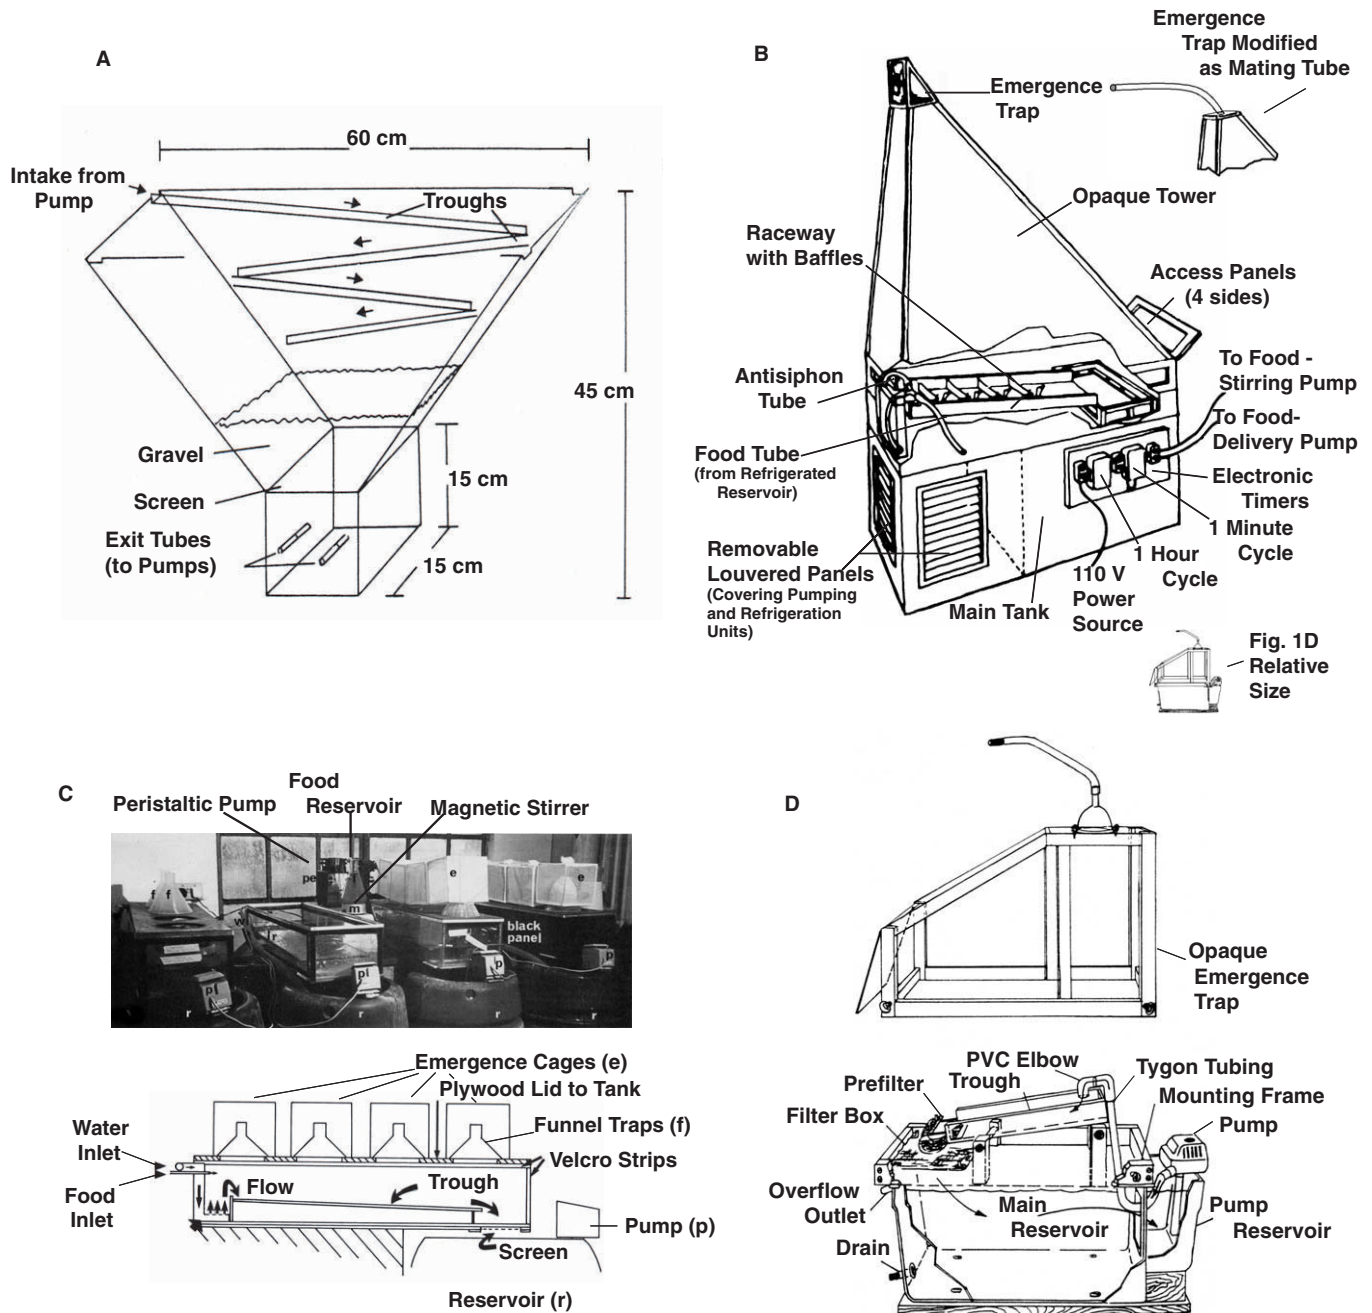 A
60 cm
Intake from
Pump
Troughs
45 cm
Gravel
Screen
15 cm
Exit Tubes
(to Pumps)
15 cm
B
Emergence
Trap Modified
as Mating Tube
Emergence
Trap
Opaque Tower
Raceway
with Baffles
Access Panels
(4 sides)
Antisiphon
Tube
To Food -
Stirring Pump
To Food-
Delivery Pump
Food Tube
(from Refrigerated
Reservoir)
Electronic
Timers
1 Minute
Cycle
1 Hour
Cycle
Removable
Louvered Panels
(Covering Pumping
and Refrigeration
Units)
110 V
Power
Source
Main Tank
Fig. 1D
Relative
Size
C
Food
Reservoir
Peristaltic Pump
Magnetic Stirrer
f
f
pe
e
e
m
w
r
black
panel
pl
pl
p
p
r
r
r
r
Emergence Cages (e)
Plywood Lid to Tank
Water
Inlet
Funnel Traps (f)
Velcro Strips
Food
Inlet
Flow
Trough
Pump (p)
Screen
Reservoir (r)
D
Opaque
Emergence
Trap
PVC Elbow
Trough
Tygon Tubing
Prefilter
Mounting Frame
Filter Box
Pump
Overflow
Outlet
Main
Reservoir
Pump
Reservoir
Drain